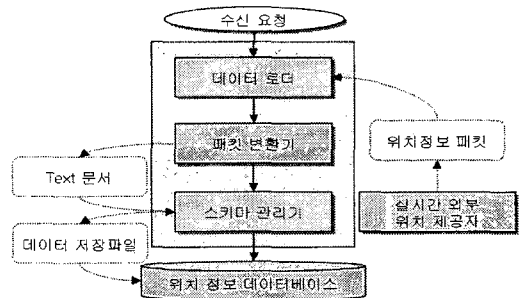 수신 요청
데이터 로더
패킷 변환기
위치정보 패킷
Text 문서
스키마 관리기
실시간 외부
위치 제공자
데이터 저장파일
위치 정보 데이터베이스